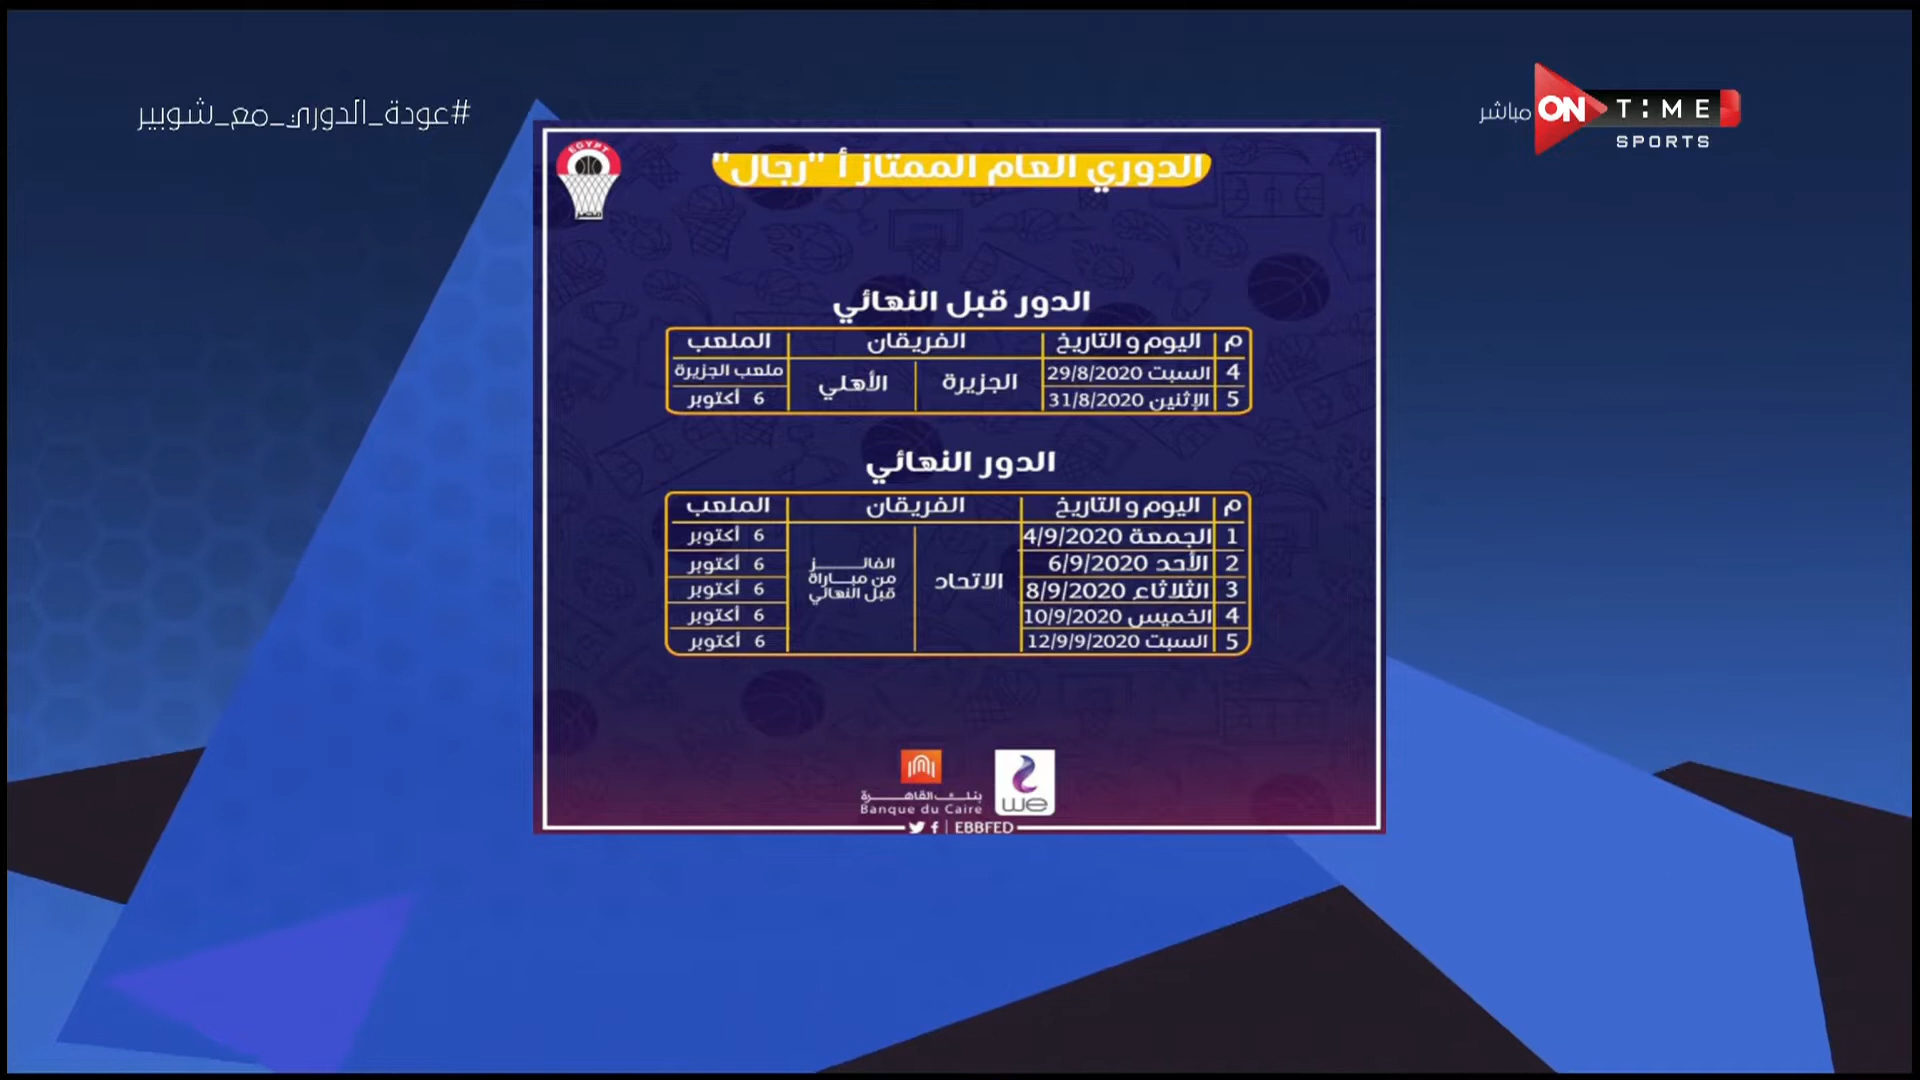 #عودة_الدوري_مع_شوبير
مباشر ON TIME
SPORTS
EGYPT
مصر
الدوري العام الممتاز أ "رجال"
الدور قبل النهائي
م اليوم والتاريخ الفريقان الملعب
4 السبت 29/8/2020 الجزيرة الأهلي ملعب الجزيرة
5 الإثنين 31/8/2020 6 أكتوبر
الدور النهائي
م اليوم والتاريخ الفريقان الملعب
1 الجمعة 4/9/2020 6 أكتوبر
2 الأحد 6/9/2020 6 أكتوبر
3 الثلاثاء 8/9/2020 6 أكتوبر
4 الخميس 10/9/2020 6 أكتوبر
5 السبت 12/9/9/2020 6 أكتوبر
الاتحاد
الفائز
من مباراة
قبل النهائي
بنك القاهرة
Banque du Caire
we
EBBFED